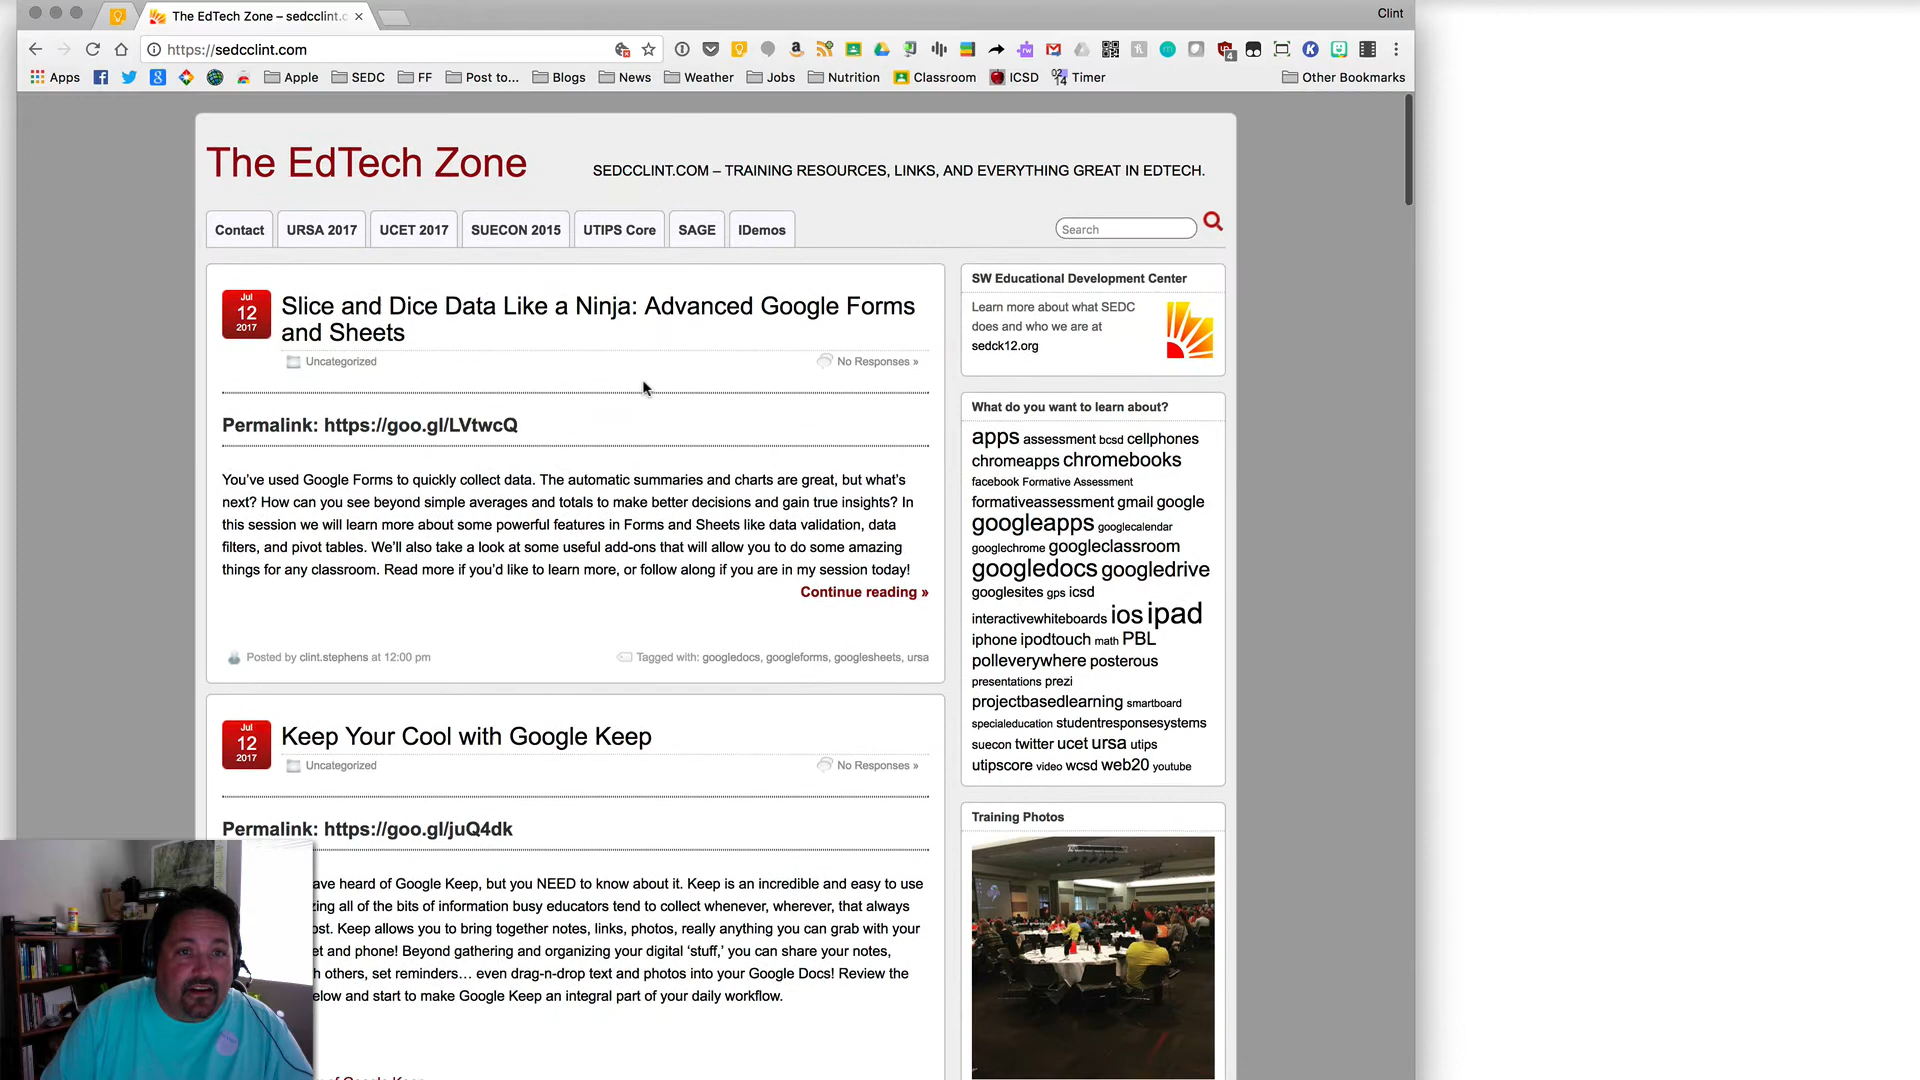 The EdTech Zone – sedcclint.c
Clint
https://sedcclint.com
Apps
Apple
SEDC
FF
Post to...
Blogs
News
Weather
Jobs
Nutrition
Classroom
ICSD
Timer
Other Bookmarks
The EdTech Zone
SEDCCLINT.COM – TRAINING RESOURCES, LINKS, AND EVERYTHING GREAT IN EDTECH.
Contact
URSA 2017
UCET 2017
SUECON 2015
UTIPS Core
SAGE
IDemos
Search
Jul
12
2017
Slice and Dice Data Like a Ninja: Advanced Google Forms
and Sheets
Uncategorized
No Responses »
Permalink: https://goo.gl/LVtwcQ
You’ve used Google Forms to quickly collect data. The automatic summaries and charts are great, but what’s
next? How can you see beyond simple averages and totals to make better decisions and gain true insights? In
this session we will learn more about some powerful features in Forms and Sheets like data validation, data
filters, and pivot tables. We’ll also take a look at some useful add-ons that will allow you to do some amazing
things for any classroom. Read more if you’d like to learn more, or follow along if you are in my session today!
Continue reading »
Posted by clint.stephens at 12:00 pm
Tagged with: googledocs, googleforms, googlesheets, ursa
Jul
12
2017
Keep Your Cool with Google Keep
Uncategorized
No Responses »
Permalink: https://goo.gl/juQ4dk
ave heard of Google Keep, but you NEED to know about it. Keep is an incredible and easy to use
zing all of the bits of information busy educators tend to collect whenever, wherever, that always
ost. Keep allows you to bring together notes, links, photos, really anything you can grab with your
et and phone! Beyond gathering and organizing your digital ‘stuff,’ you can share your notes,
h others, set reminders… even drag-n-drop text and photos into your Google Docs! Review the
elow and start to make Google Keep an integral part of your daily workflow.
SW Educational Development Center
Learn more about what SEDC
does and who we are at
sedck12.org
What do you want to learn about?
apps assessment bcsd cellphones
chromeapps chromebooks
facebook Formative Assessment
formativeassessment gmail google
googleapps googlecalendar
googlechrome googleclassroom
googledocs googledrive
googlesites gps icsd
interactivewhiteboards ios ipad
iphone ipodtouch math PBL
polleverywhere posterous
presentations prezi
projectbasedlearning smartboard
specialeducation studentresponsesystems
suecon twitter ucet ursa utips
utipscore video wcsd web20 youtube
Training Photos